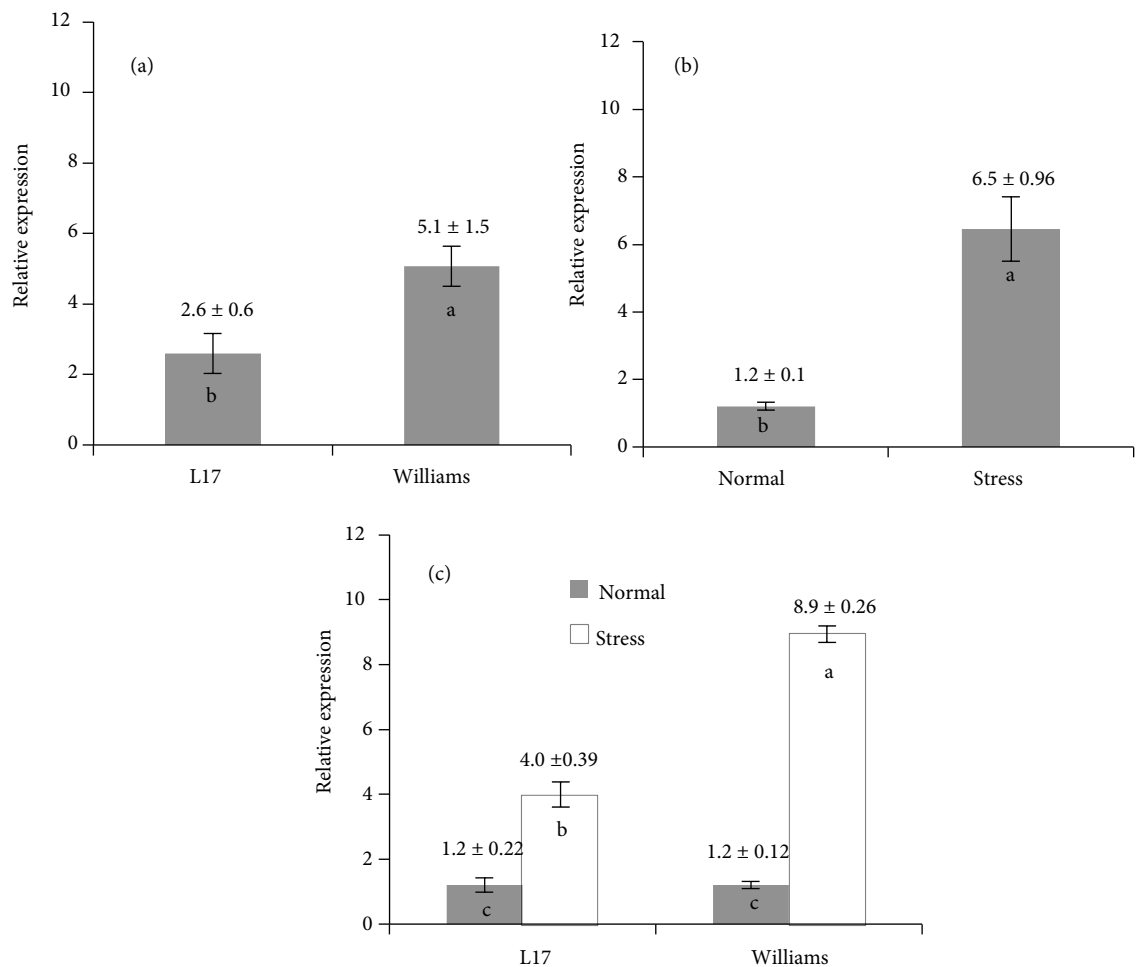 (a)
Relative expression
12
10
8
6
4
2
0
2.6 ± 0.6
5.1 ± 1.5
b
a
L17
Williams
(b)
Relative expression
12
10
8
6
4
2
0
1.2 ± 0.1
6.5 ± 0.96
b
a
Normal
Stress
(c)
Relative expression
12
10
8
6
4
2
0
Normal
Stress
1.2 ± 0.22
4.0 ±0.39
1.2 ± 0.12
8.9 ± 0.26
c
b
c
a
L17
Williams